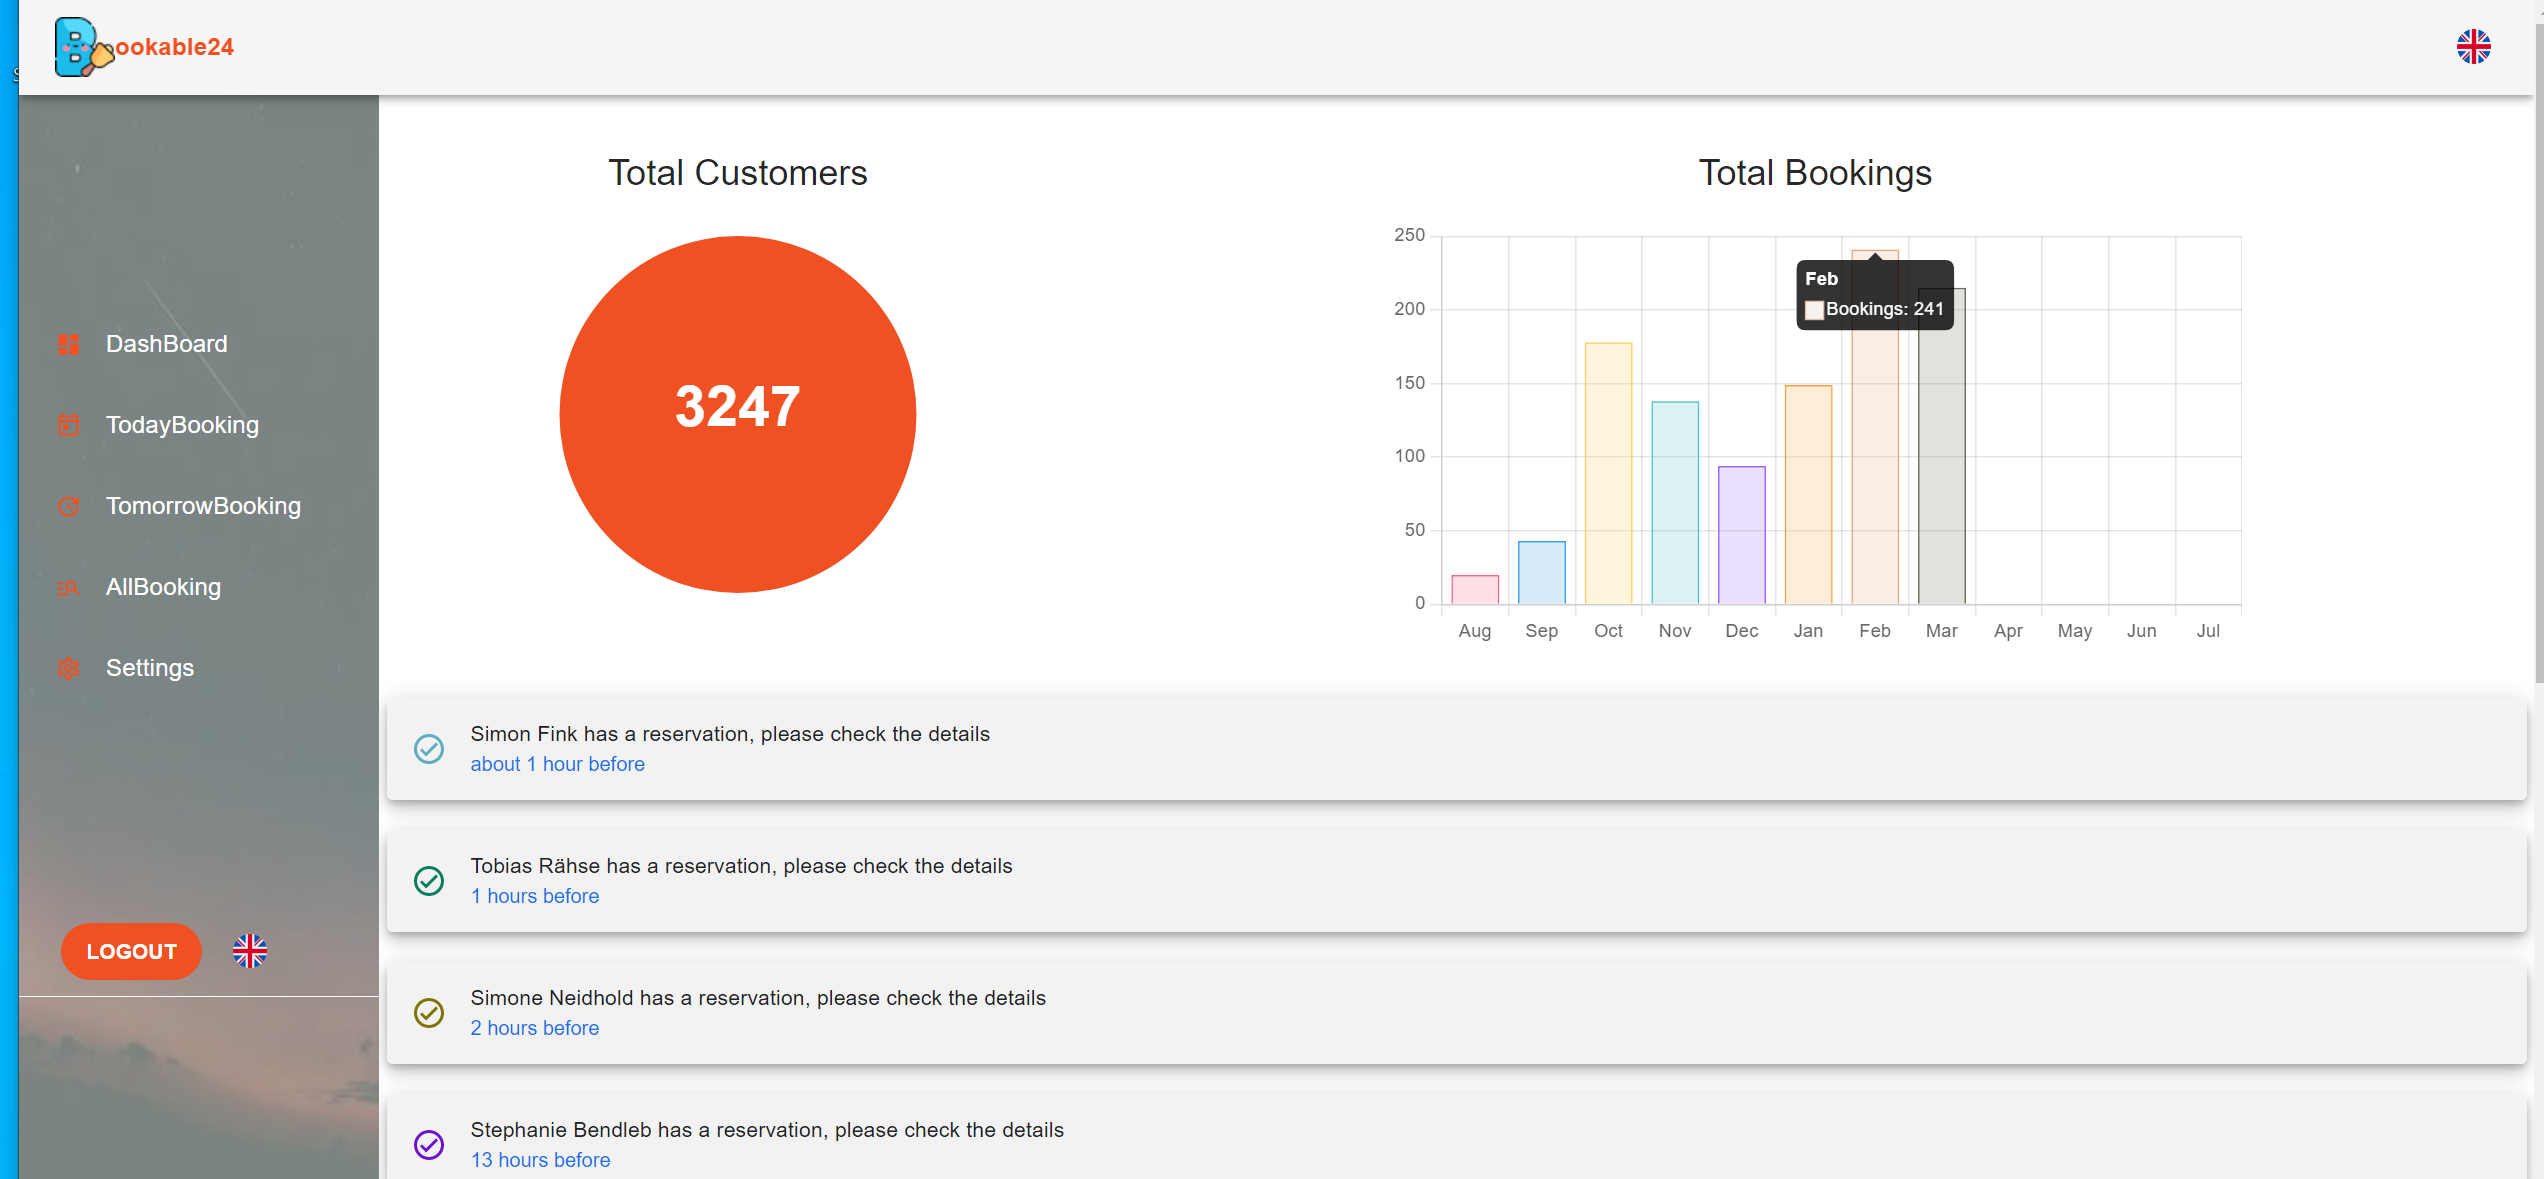 Bookable24
DashBoard
TodayBooking
TomorrowBooking
AllBooking
Settings
LOGOUT
Total Customers
3247
Total Bookings
250
200
150
100
50
0
Feb
Bookings: 241
Aug Sep Oct Nov Dec Jan Feb Mar Apr May Jun Jul
Simon Fink has a reservation, please check the details
about 1 hour before
Tobias Rähse has a reservation, please check the details
1 hours before
Simone Neidhold has a reservation, please check the details
2 hours before
Stephanie Bendleb has a reservation, please check the details
13 hours before